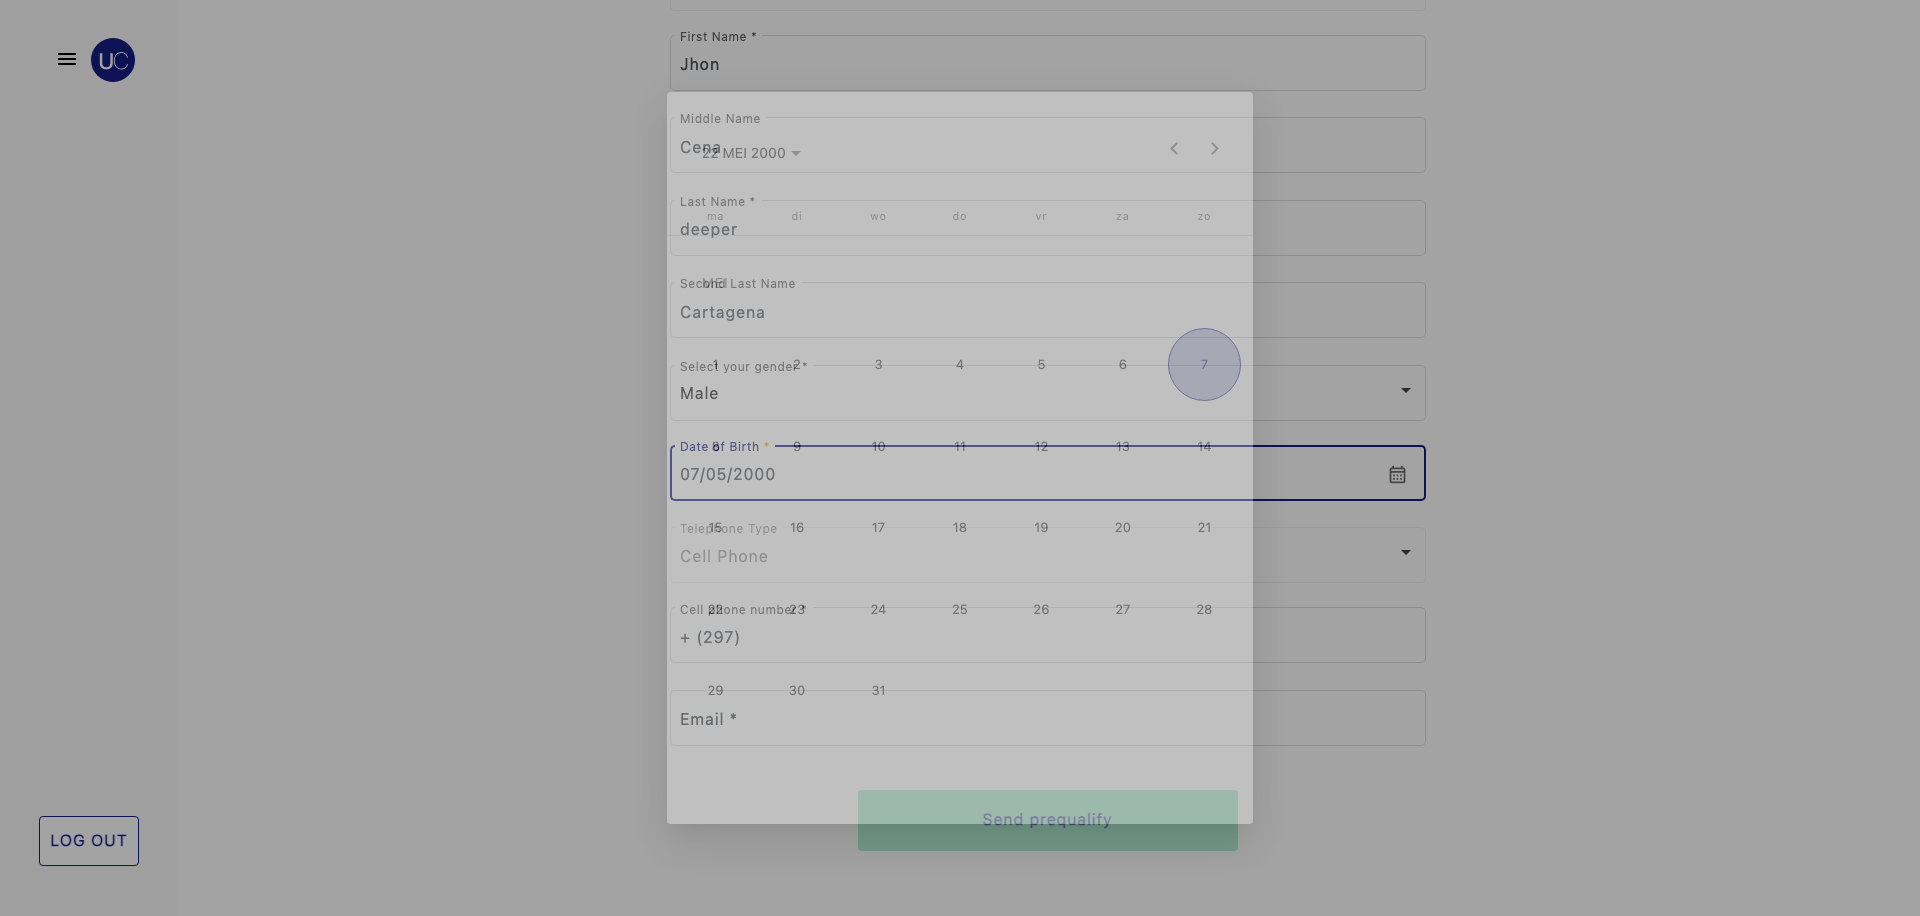 UC
First Name *
Jhon
Middle Name
Cena
22 MEI 2000
Last Name *
ma di wo do vr za zo
deeper
Second Last Name
MEI
Cartagena
Select your gender *
1 2 3 4 5 6 7
Male
Date of Birth *
8 9 10 11 12 13 14
07/05/2000
Telephone Type
15 16 17 18 19 20 21
Cell Phone
Cell phone number *
22 23 24 25 26 27 28
+ (297)
29 30 31
Email *
Send prequalify
LOG OUT